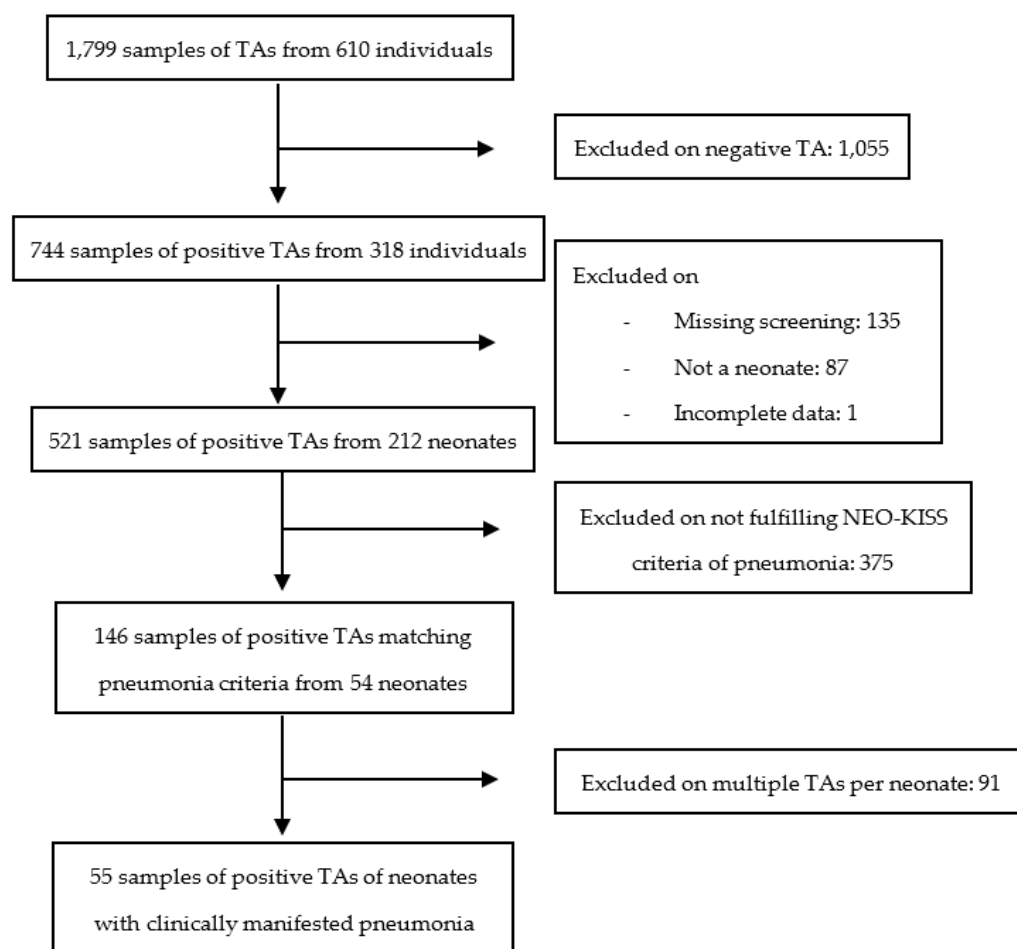 1,799 samples of TAs from 610 individuals
Excluded on negative TA: 1,055
744 samples of positive TAs from 318 individuals
Excluded on
- Missing screening: 135
- Not a neonate: 87
- Incomplete data: 1
521 samples of positive TAs from 212 neonates
Excluded on not fulfilling NEO-KISS
criteria of pneumonia: 375
146 samples of positive TAs matching
pneumonia criteria from 54 neonates
Excluded on multiple TAs per neonate: 91
55 samples of positive TAs of neonates
with clinically manifested pneumonia